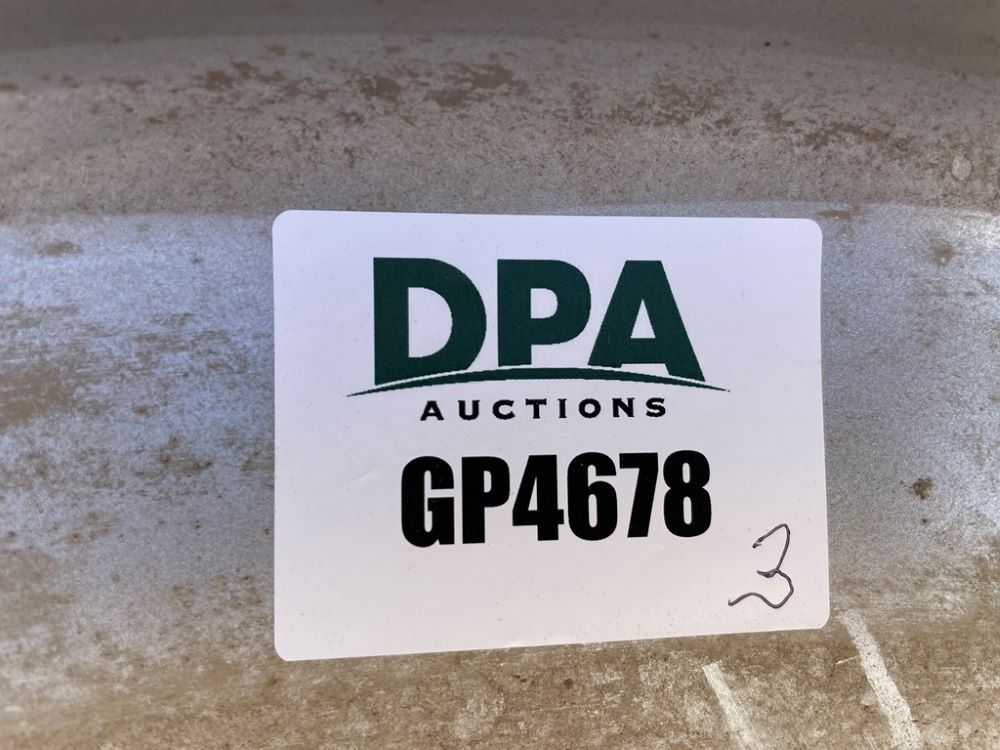 DPA
AUCTIONS
GP4678
3